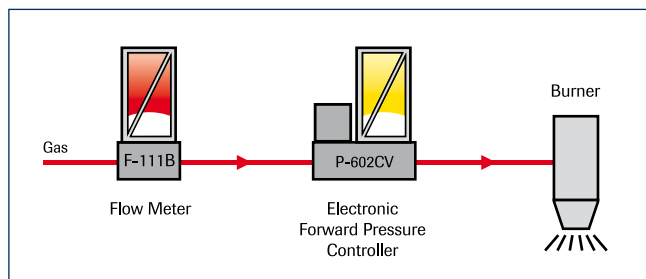 Burner
Gas
F-111B
P-602CV
Flow Meter
Electronic
Forward Pressure
Controller